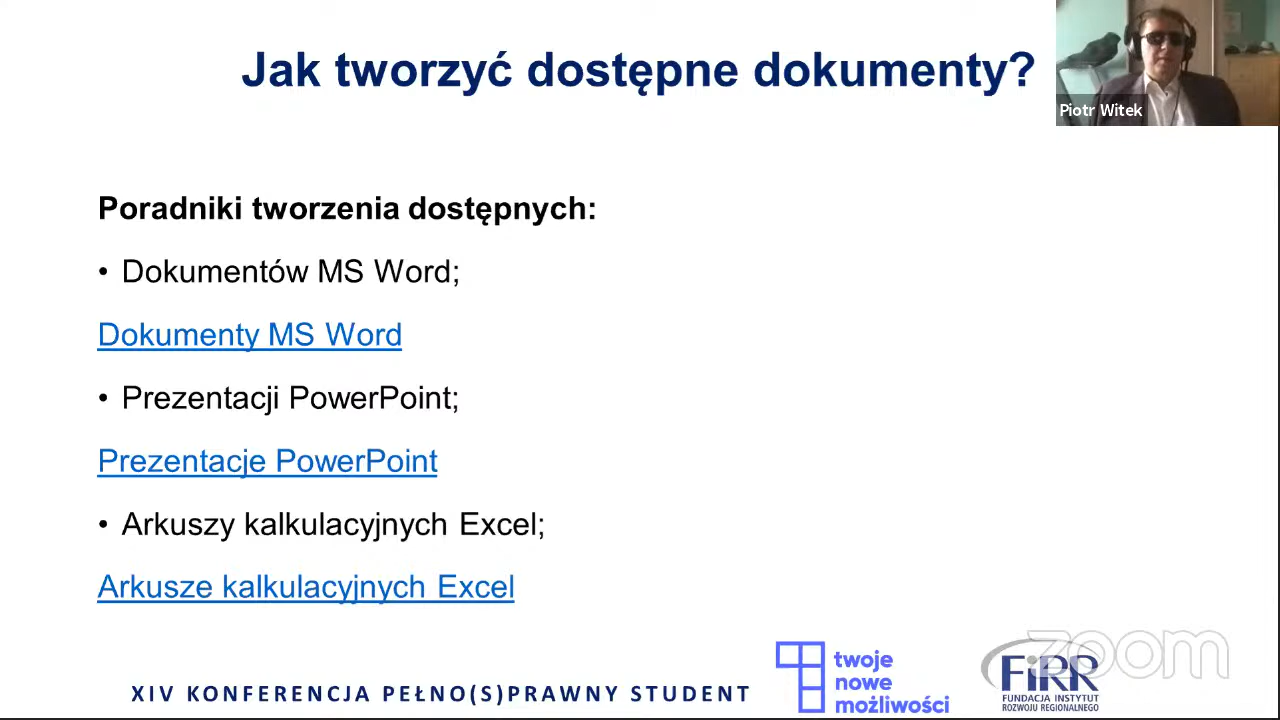 Jak tworzyć dostępne dokumenty?
Piotr Witek
Poradniki tworzenia dostępnych:
• Dokumentów MS Word;
Dokumenty MS Word
• Prezentacji PowerPoint;
Prezentacje PowerPoint
• Arkuszy kalkulacyjnych Excel;
Arkusze kalkulacyjnych Excel
XIV KONFERENCJA PEŁNO(S)PRAWNY STUDENT
twoje
nowe
możliwości
FiRR
FUNDACJA INSTYTUT
ROZWOJU REGIONALNEGO
zoom